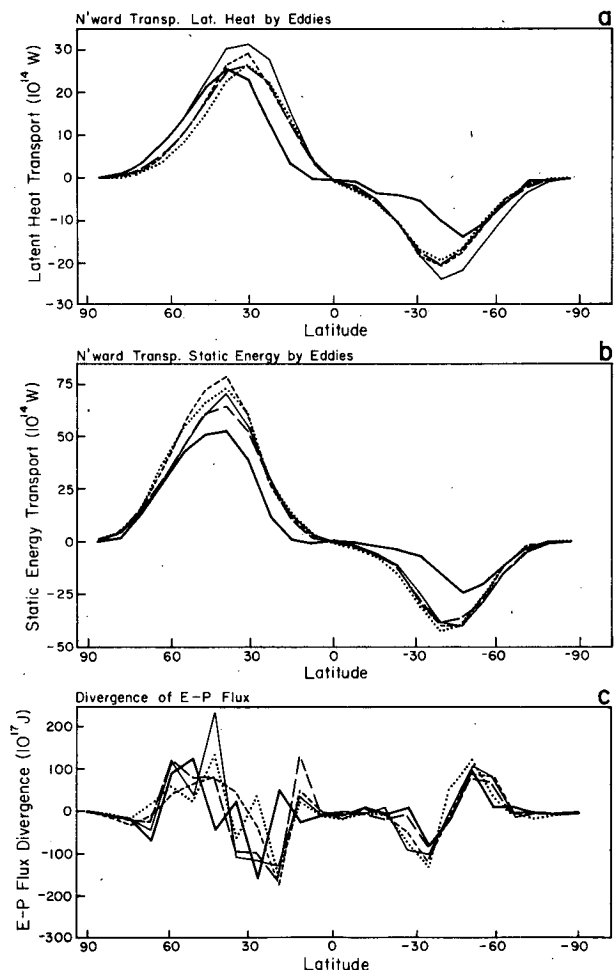 N'ward Transp. Lat. Heat by Eddies
a
Latent Heat Transport (10¹⁴ W)
30
20
10
0
-10
-20
-30
90 60 30 0 -30 -60 -90
Latitude
N'ward Transp. Static Energy by Eddies
b
Static Energy Transport (10¹⁴ W)
75
50
25
0
-25
-50
90 60 30 0 -30 -60 -90
Latitude
Divergence of E-P Flux
c
E-P Flux Divergence (10¹⁷ J)
200
100
0
-100
-200
-300
90 60 30 0 -30 -60 -90
Latitude